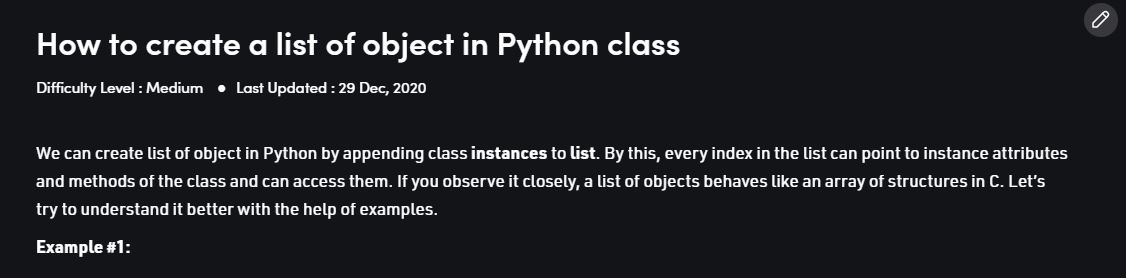 How to create a list of object in Python class
Difficulty Level : Medium ● Last Updated : 29 Dec, 2020
We can create list of object in Python by appending class instances to list. By this, every index in the list can point to instance attributes
and methods of the class and can access them. If you observe it closely, a list of objects behaves like an array of structures in C. Let’s
try to understand it better with the help of examples.
Example #1: